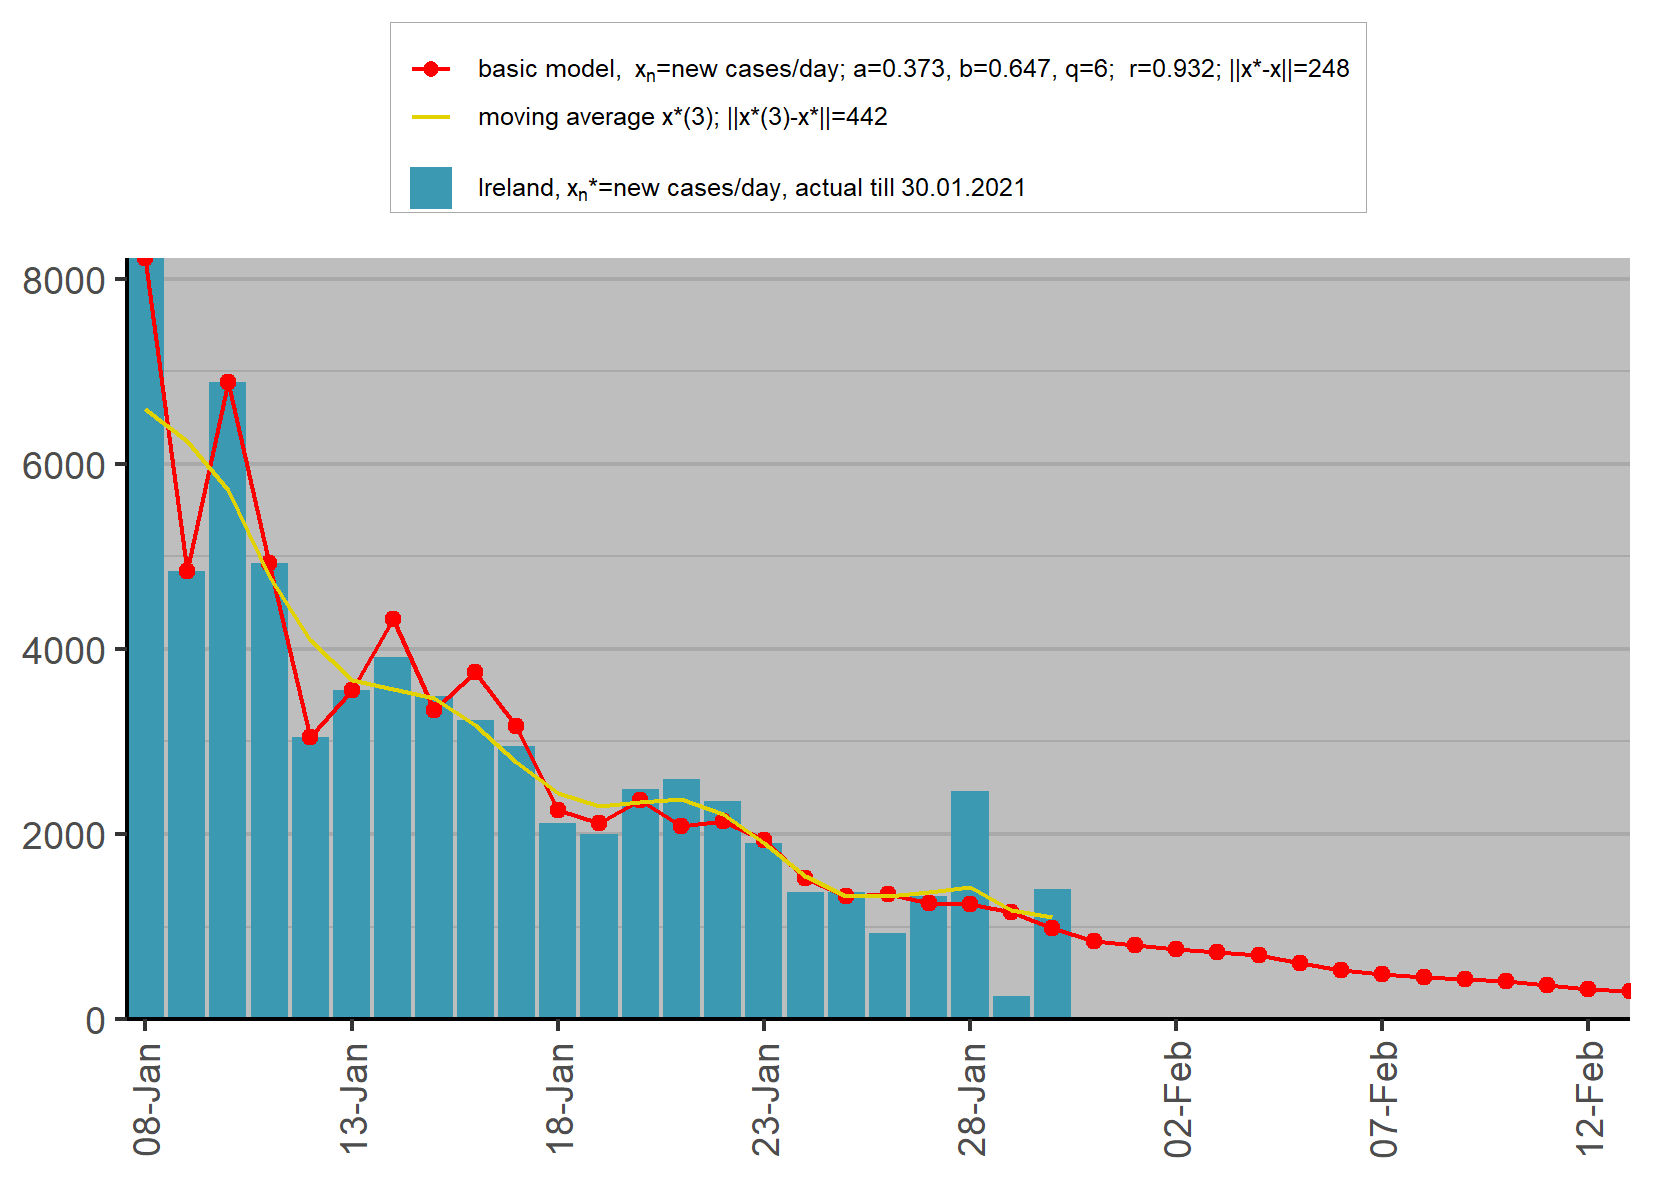 basic model, xn=new cases/day; a=0.373, b=0.647, q=6; r=0.932; ||x*-x||=248
moving average x*(3); ||x*(3)-x*||=442
Ireland, xn*=new cases/day, actual till 30.01.2021
8000
6000
4000
2000
0
08-Jan
13-Jan
18-Jan
23-Jan
28-Jan
02-Feb
07-Feb
12-Feb